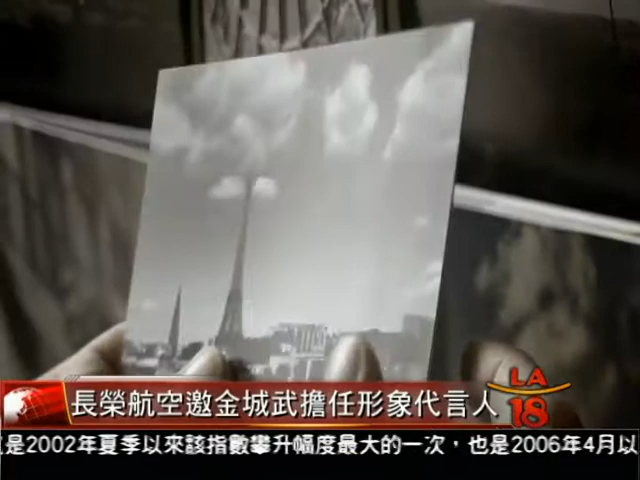 長榮航空邀金城武擔任形象代言人
LA
18
是2002年夏季以來該指數攀升幅度最大的一次，也是2006年4月以